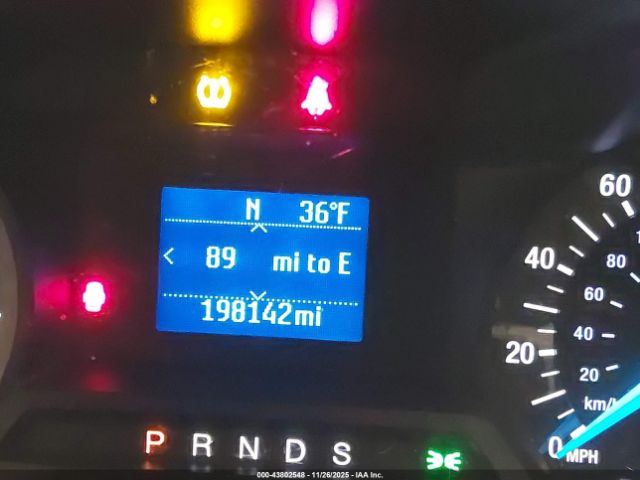 N 36°F
< 89 mi to E
198142mi
P R N D S
60
40
20
0 MPH
80
60
40
20
km/
000-43802548 - 11/26/2025 - IAA Inc.